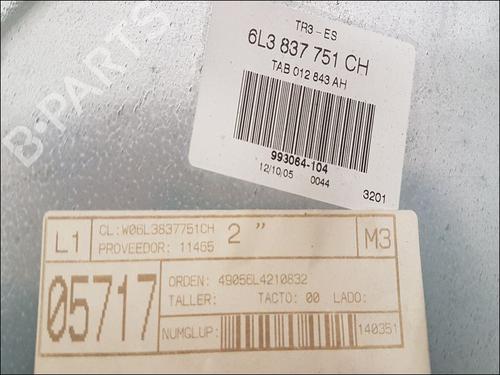 B-PARTS
TR3-ES
6L3 837 751 CH
TAB 012 843 AH
993064-104
12/10/05 0044
3201
L1
CL:W06L3837751CH
PROVEEDOR: 11465
2 "
M3
05717
ORDEN: 49056L4210832
TALLER: TACTO: 00 LADO:
NUMGLUP:
140351